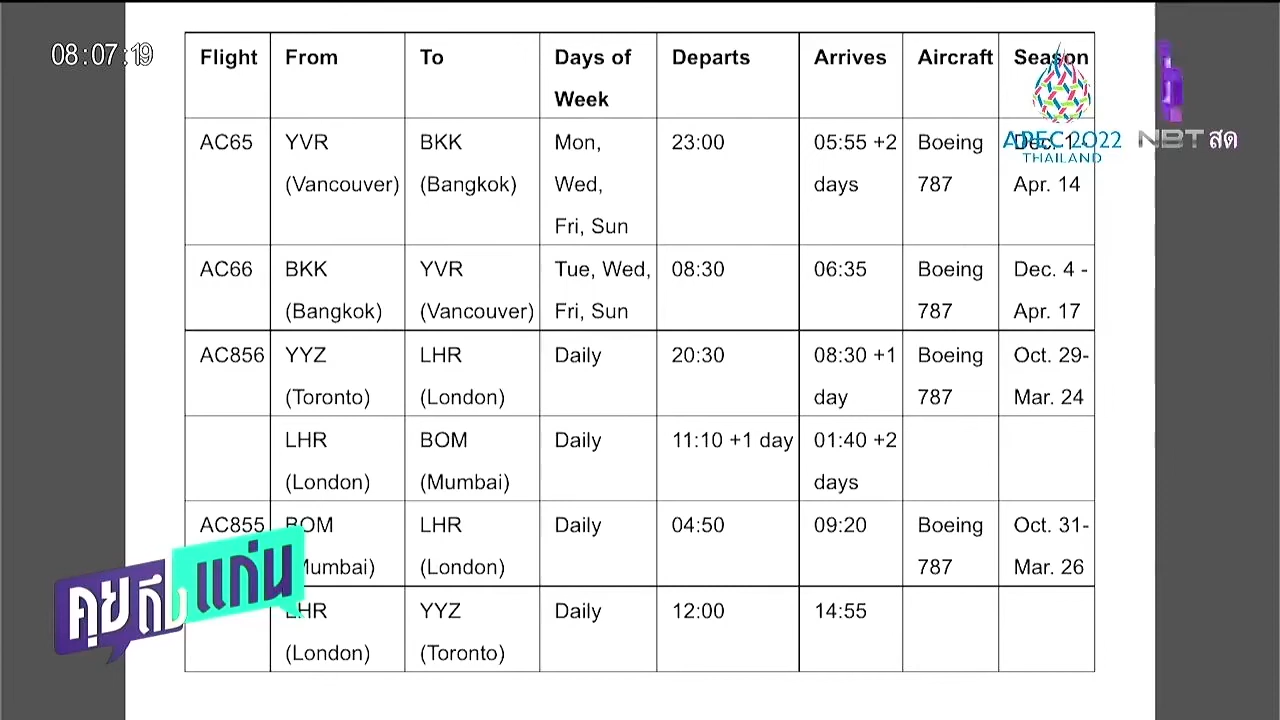 08:07:19
Flight From To Days of Departs Arrives Aircraft Season
Week
AC65 YVR BKK Mon, 23:00 05:55 +2 Boeing Dec. 1 -
(Vancouver) (Bangkok) Wed, days 787 Apr. 14
Fri, Sun
AC66 BKK YVR Tue, Wed, 08:30 06:35 Boeing Dec. 4 -
(Bangkok) (Vancouver) Fri, Sun 787 Apr. 17
AC856 YYZ LHR Daily 20:30 08:30 +1 Boeing Oct. 29-
(Toronto) (London) day 787 Mar. 24
LHR BOM Daily 11:10 +1 day 01:40 +2
(London) (Mumbai) days
AC855 BOM LHR Daily 04:50 09:20 Boeing Oct. 31-
Mumbai) (London) 787 Mar. 26
LHR YYZ Daily 12:00 14:55
(London) (Toronto)
APEC 2022
THAILAND
NBT สด
คุยถึงแก่น